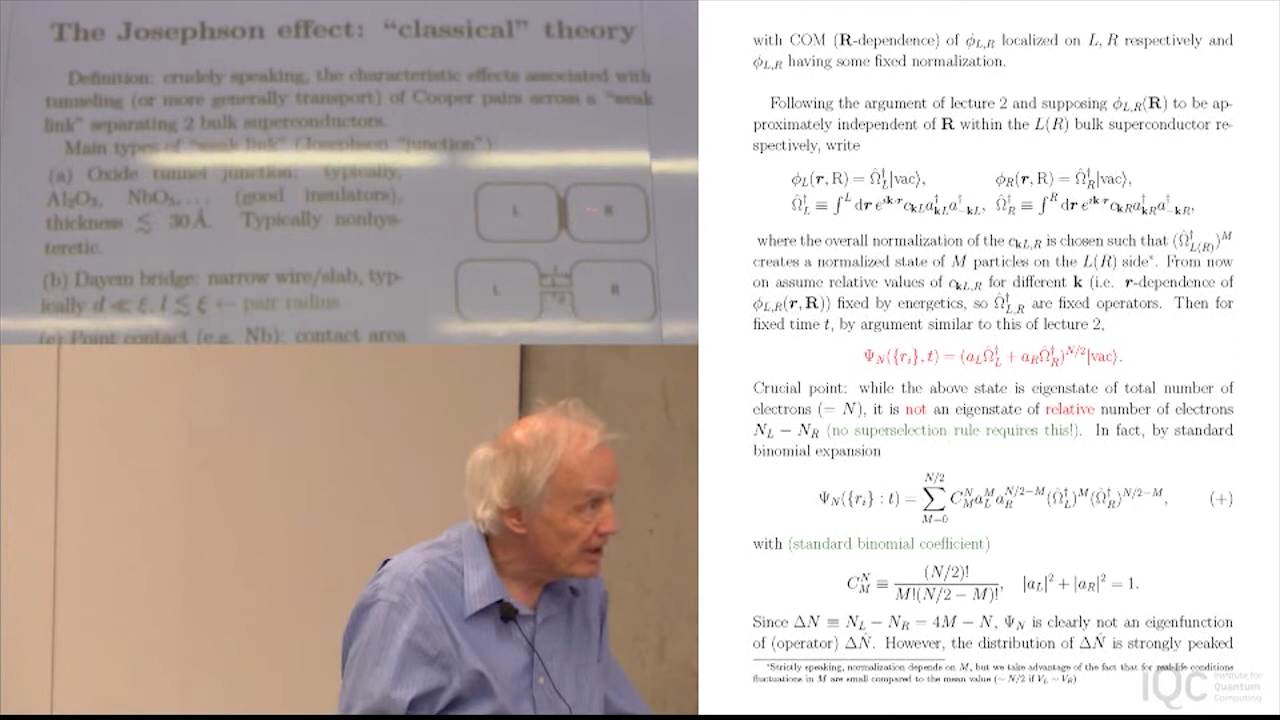 The Josephson effect: “classical” theory
Definition: crudely speaking, the characteristic effects associated with
tunneling (or more generally transport) of Cooper pairs across a “weak
link” separating 2 bulk superconductors.
Main types of “weak link” (Josephson “junction”):
(a) Oxide tunnel junction: typically,
Al₂O₃, NbOₓ, ... (good insulators),
thickness ≲ 30 Å. Typically nonhys-
teretic.
L R
(b) Dayem bridge: narrow wire/slab, typ-
ically d ≪ ξ, l ≲ ξ ← pair radius
L R
(c) Point contact (e.g. Nb): contact area
with COM (R-dependence) of ϕ_{L,R} localized on L, R respectively and
ϕ_{L,R} having some fixed normalization.
Following the argument of lecture 2 and supposing ϕ_{L,R}(R) to be ap-
proximately independent of R within the L(R) bulk superconductor re-
spectively, write
ϕ_L(r, R) = Ω̂†_L|vac⟩, ϕ_R(r, R) = Ω̂†_R|vac⟩,
Ω̂†_L ≡ ∫^L dr e^{ik·r} c_{kL} a†_{kL} a†_{−kL}, Ω̂†_R ≡ ∫^R dr e^{ik·r} c_{kR} a†_{kR} a†_{−kR},
where the overall normalization of the c_{kL,R} is chosen such that (Ω̂†_{L(R)})^M
creates a normalized state of M particles on the L(R) side*. From now
on assume relative values of c_{kL,R} for different k (i.e. r-dependence of
ϕ_{L,R}(r, R)) fixed by energetics, so Ω̂†_{L,R} are fixed operators. Then for
fixed time t, by argument similar to this of lecture 2,
Ψ_N({r_i}, t) = (a_L Ω̂†_L + a_R Ω̂†_R)^{N/2}|vac⟩.
Crucial point: while the above state is eigenstate of total number of
electrons (= N), it is not an eigenstate of relative number of electrons
N_L − N_R (no superselection rule requires this!). In fact, by standard
binomial expansion
Ψ_N({r_i} : t) = ∑_{M=0}^{N/2} C^N_M a_L^M a_R^{N/2−M} (Ω̂†_L)^M (Ω̂†_R)^{N/2−M}, (+)
with (standard binomial coefficient)
C^N_M ≡ (N/2)! / M!(N/2 − M)!, |a_L|² + |a_R|² = 1.
Since ΔN ≡ N_L − N_R = 4M − N, Ψ_N is clearly not an eigenfunction
of (operator) ΔN̂. However, the distribution of ΔN̂ is strongly peaked
*Strictly speaking, normalization depends on M, but we take advantage of the fact that for real-life conditions
fluctuations in M are small compared to the mean value (∼ N/2 if V_L ∼ V_R)
IQC Institute for
Quantum
Computing